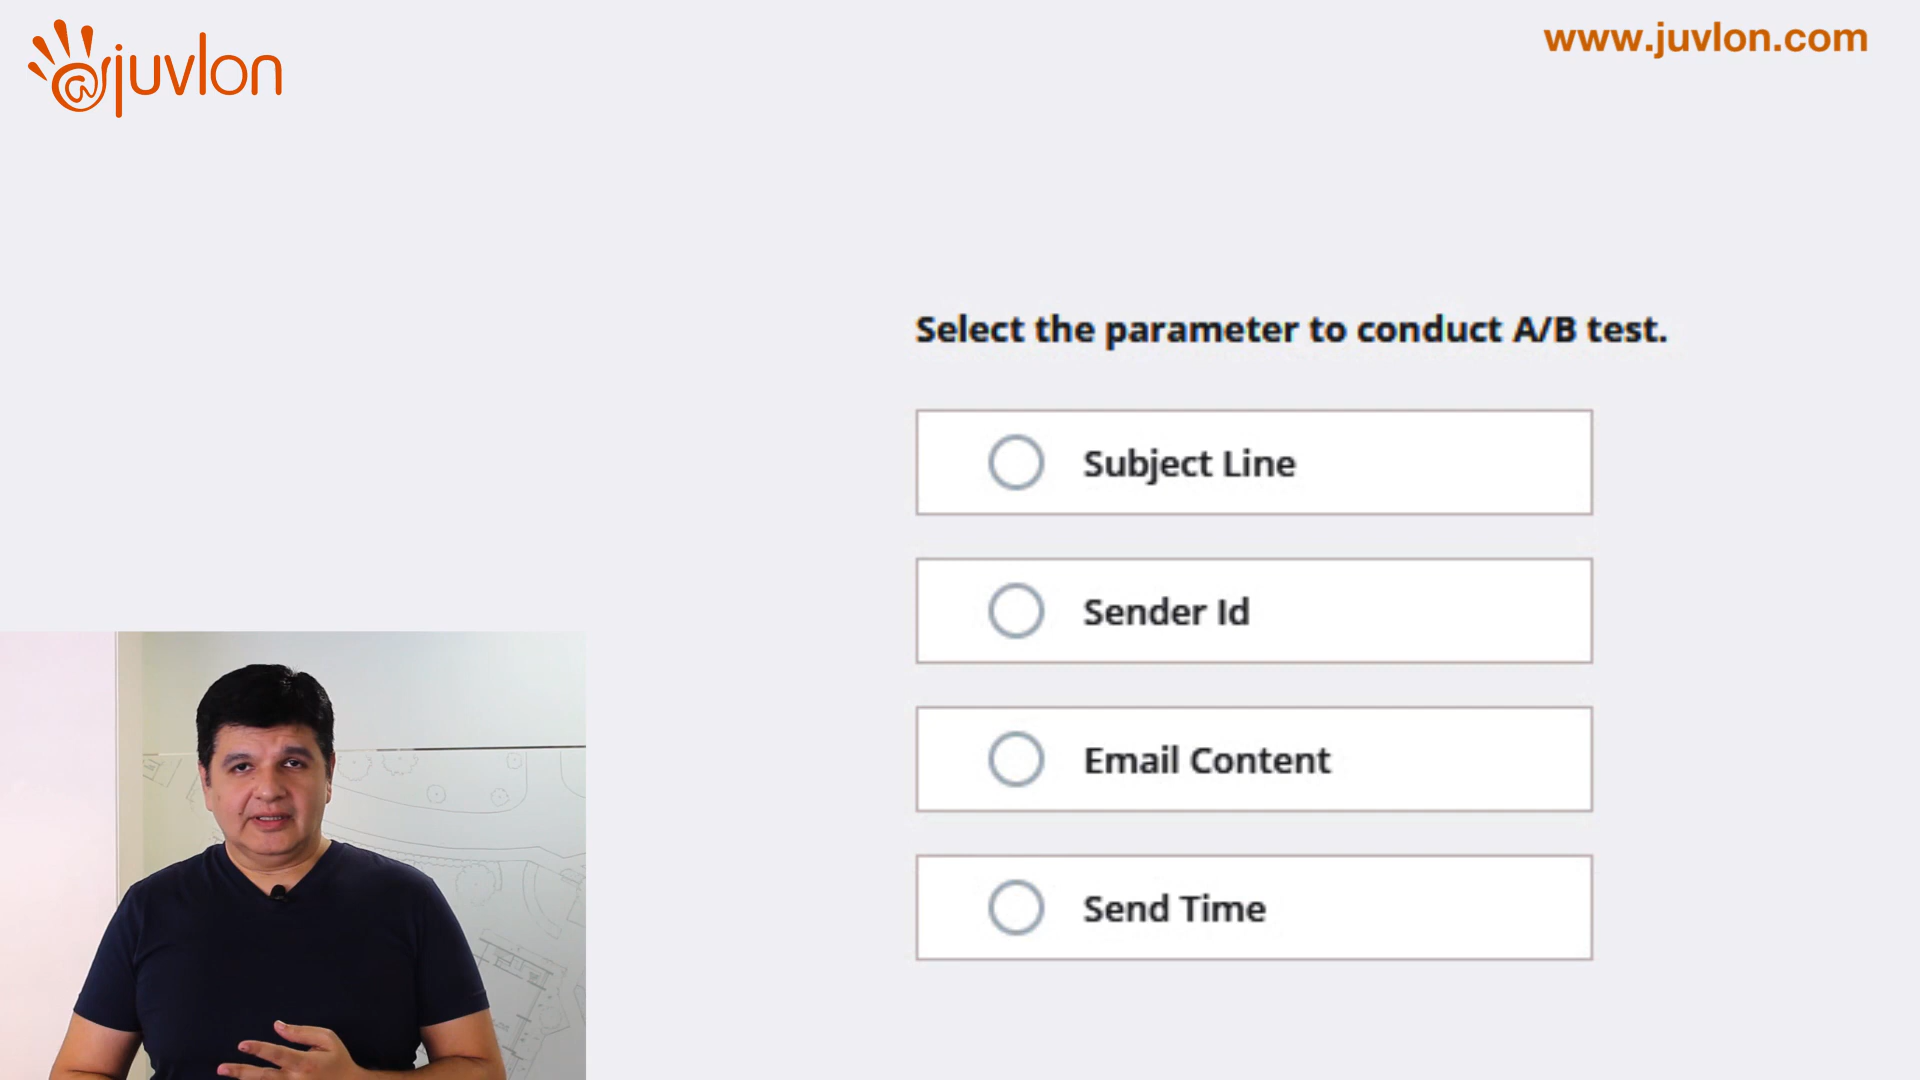 juvlon
www.juvlon.com
Select the parameter to conduct A/B test.
Subject Line
Sender Id
Email Content
Send Time